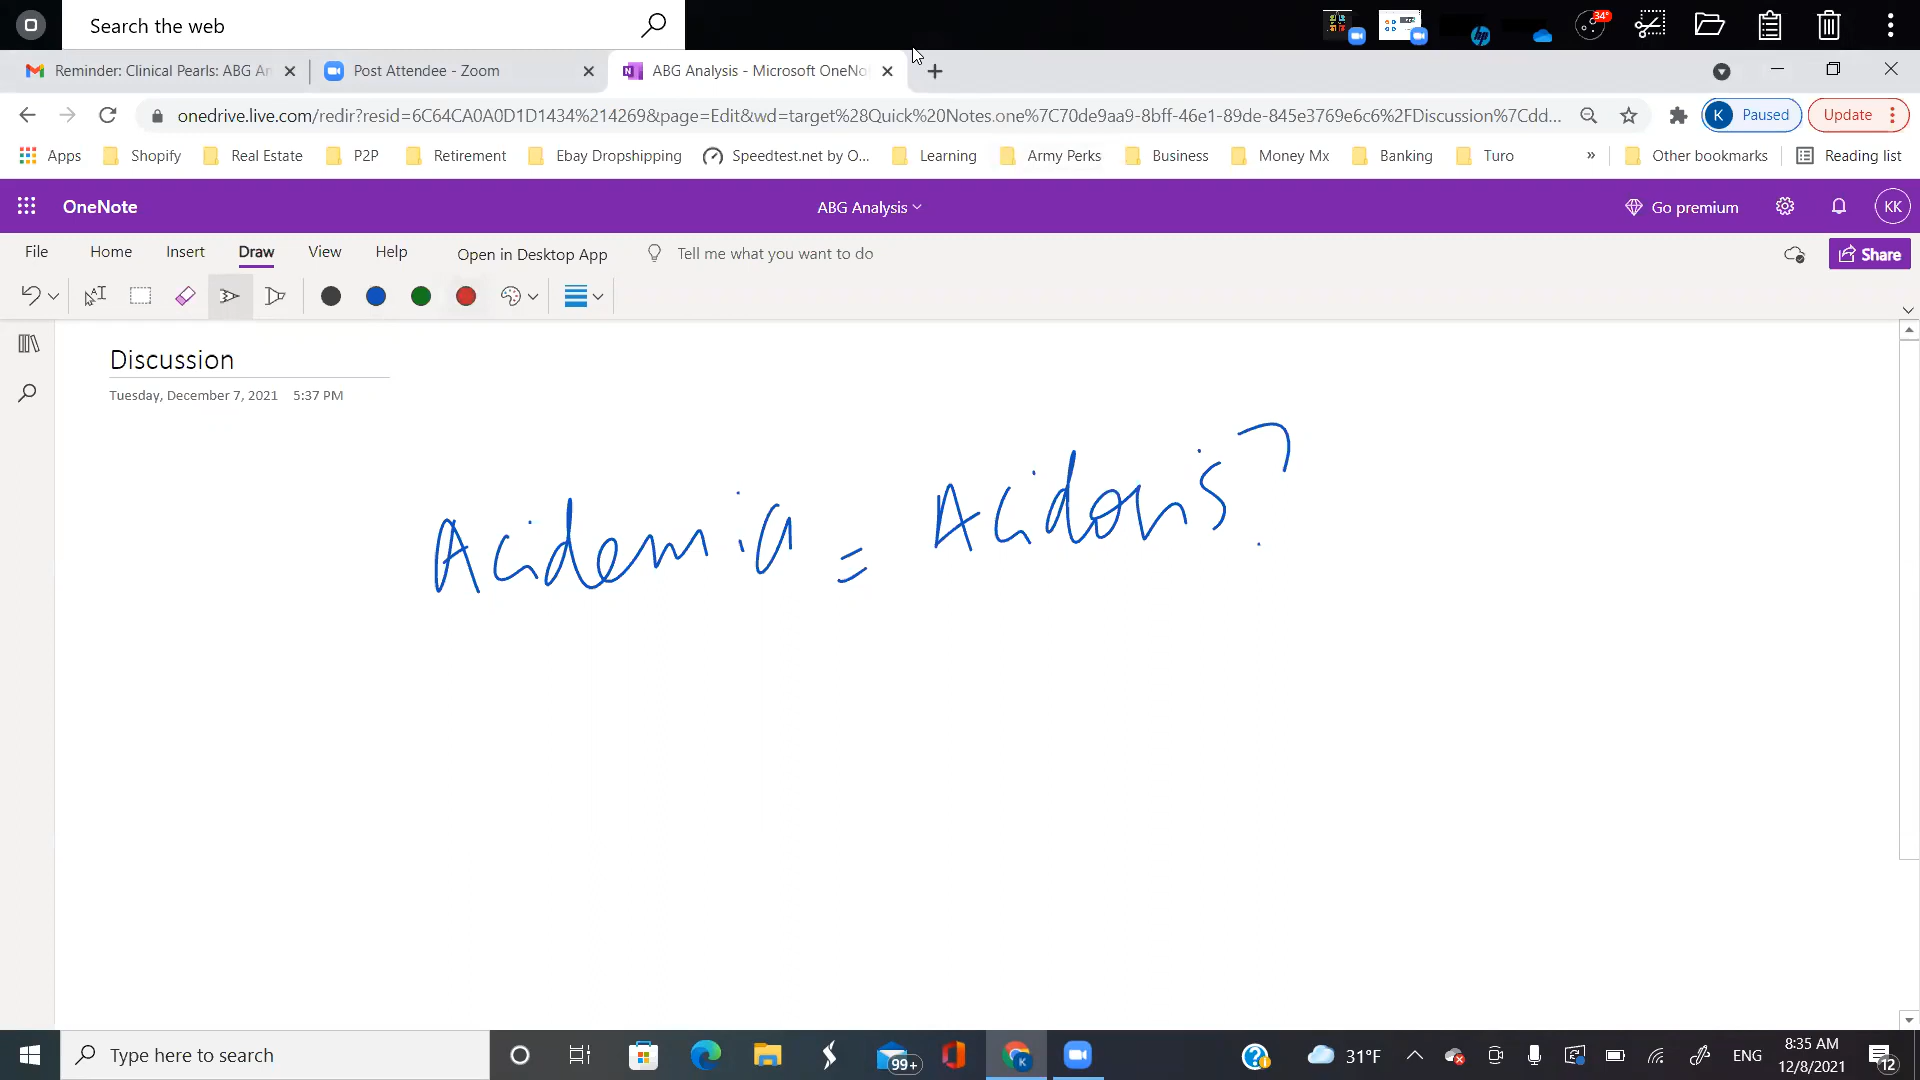 Search the web
34°
Reminder: Clinical Pearls: ABG An
Post Attendee - Zoom
ABG Analysis - Microsoft OneNo
onedrive.live.com/redir?resid=6C64CA0A0D1D1434%214269&page=Edit&wd=target%28Quick%20Notes.one%7C70de9aa9-8bff-46e1-89de-845e3769e6c6%2FDiscussion%7Cdd...
K Paused
Update
Apps Shopify Real Estate P2P Retirement Ebay Dropshipping Speedtest.net by O... Learning Army Perks Business Money Mx Banking Turo » Other bookmarks Reading list
OneNote
ABG Analysis
Go premium
KK
File Home Insert Draw View Help Open in Desktop App Tell me what you want to do
Share
Discussion
Tuesday, December 7, 2021 5:37 PM
Acidemia = Acidosis?
Type here to search
99+
31°F
ENG
8:35 AM
12/8/2021
12